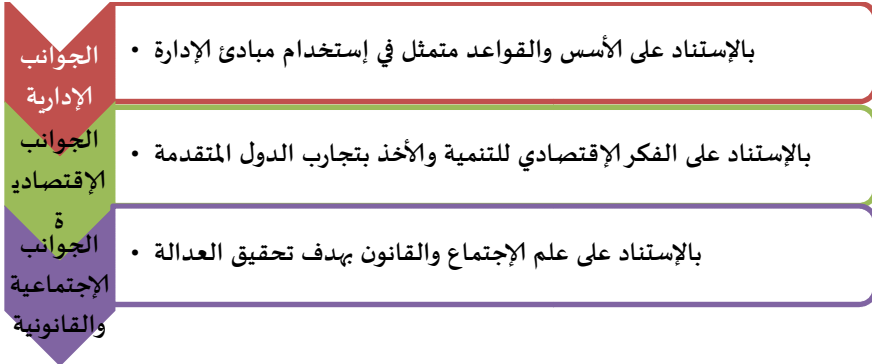 الجوانب
الإدارية
• بالإستناد على الأسس والقواعد متمثل في إستخدام مبادئ الإدارة
الجوانب
الإقتصادي
ة
• بالإستناد على الفكر الإقتصادي للتنمية والأخذ بتجارب الدول المتقدمة
الجوانب
الإجتماعية
والقانونية
• بالإستناد على علم الإجتماع والقانون بهدف تحقيق العدالة